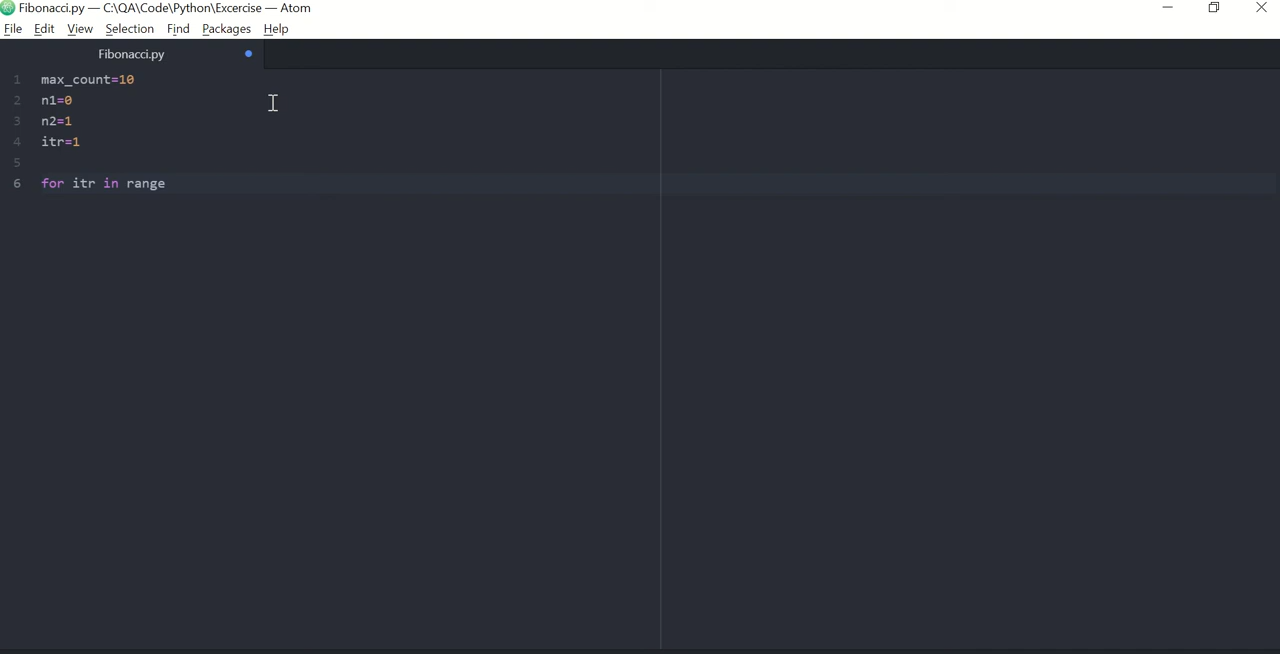 Fibonacci.py — C:\QA\Code\Python\Excercise — Atom
File Edit View Selection Find Packages Help
Fibonacci.py
1 max_count=10
2 n1=0
3 n2=1
4 itr=1
5
6 for itr in range